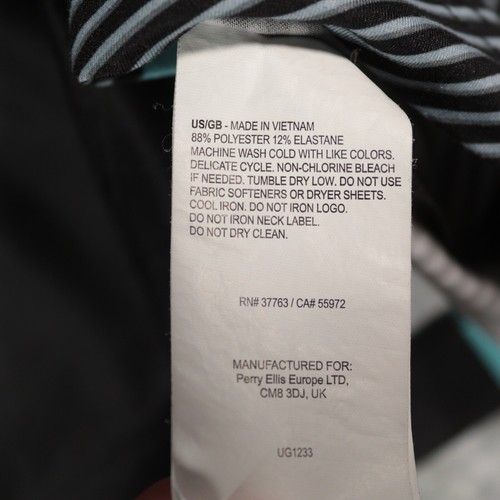 US/GB - MADE IN VIETNAM
88% POLYESTER 12% ELASTANE
MACHINE WASH COLD WITH LIKE COLORS.
DELICATE CYCLE. NON-CHLORINE BLEACH
IF NEEDED. TUMBLE DRY LOW. DO NOT USE
FABRIC SOFTENERS OR DRYER SHEETS.
COOL IRON. DO NOT IRON LOGO.
DO NOT IRON NECK LABEL.
DO NOT DRY CLEAN.
RN# 37763 / CA# 55972
MANUFACTURED FOR:
Perry Ellis Europe LTD,
CM8 3DJ, UK
UG1233